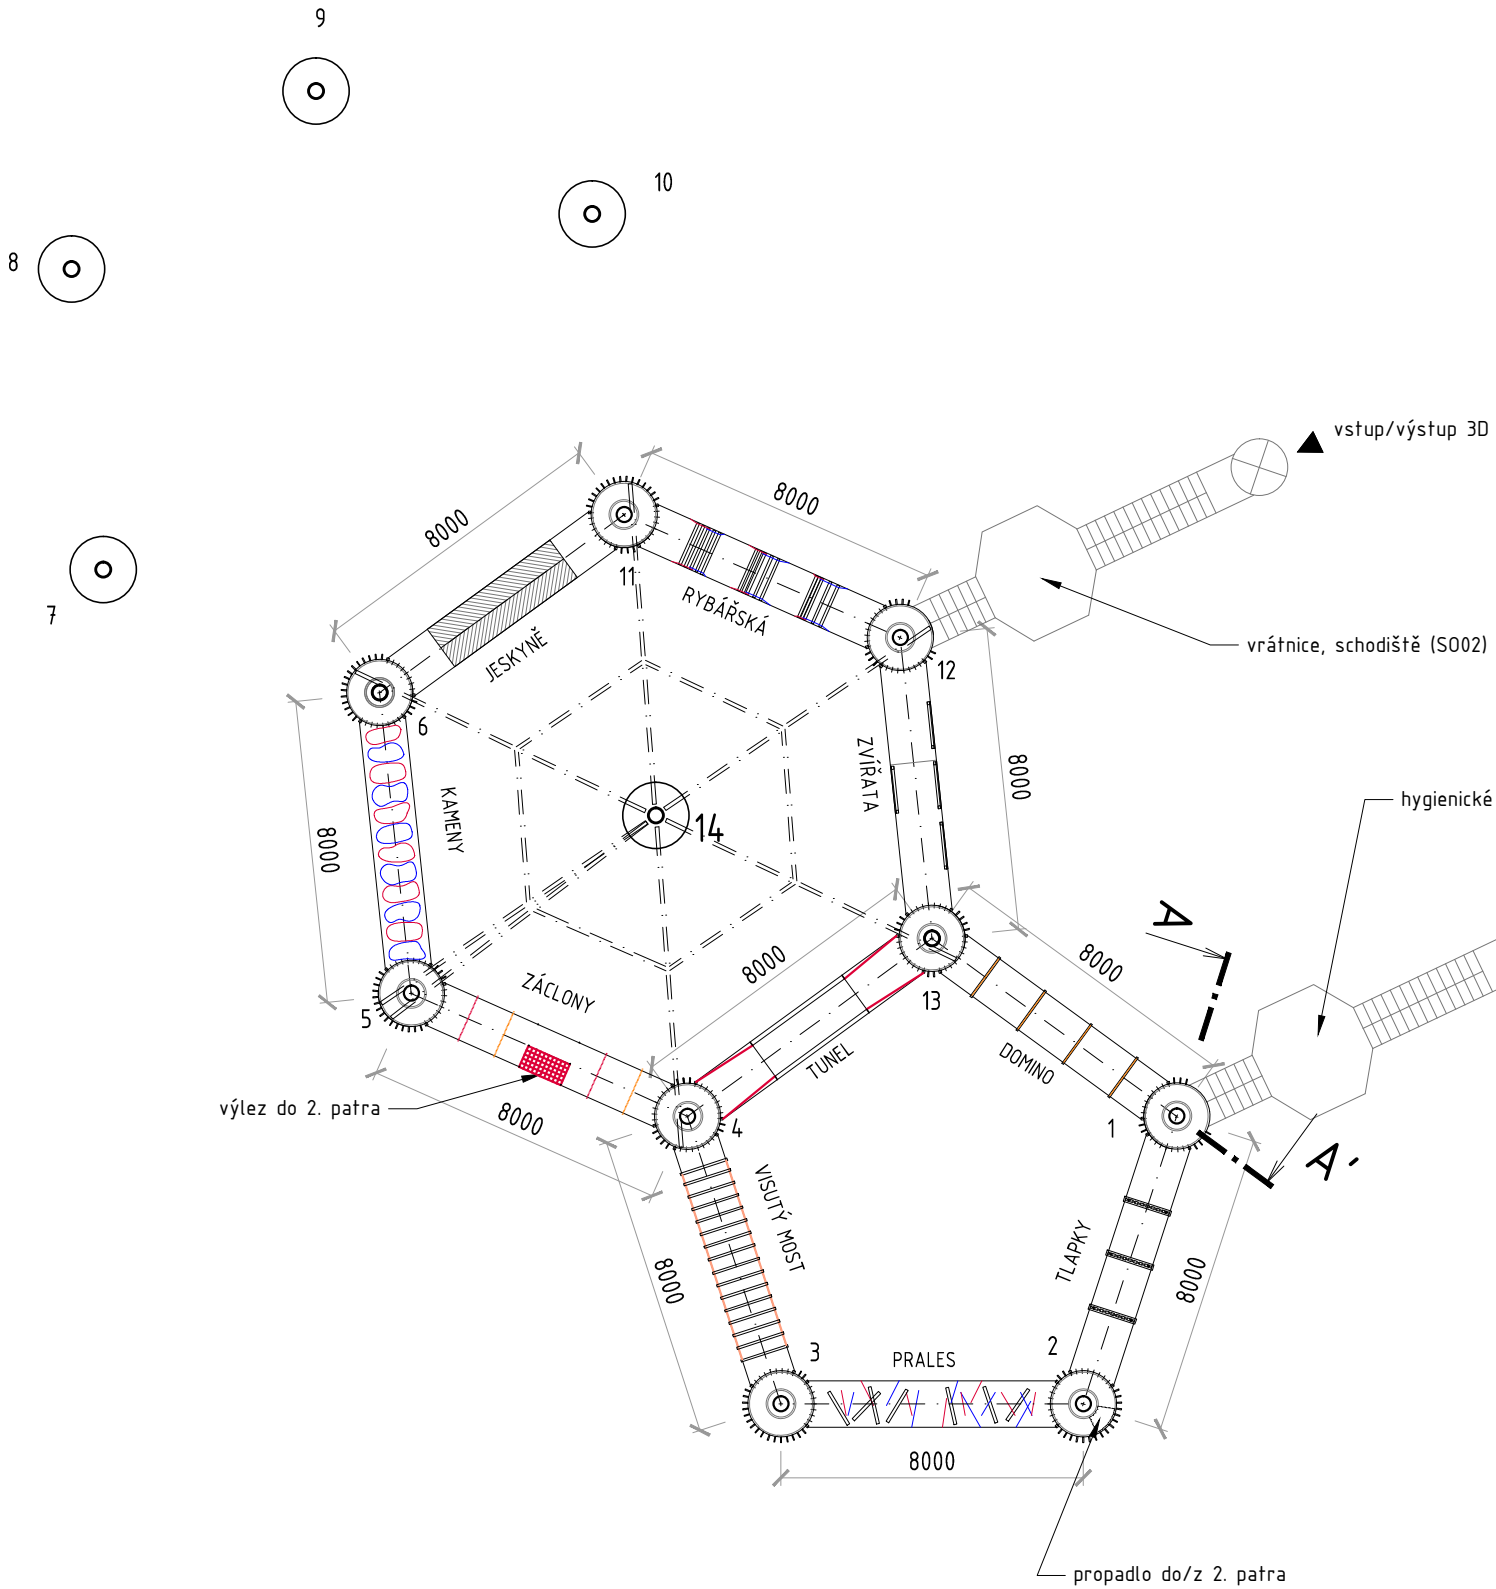 9
10
8
vstup/výstup 3D
8000
8000
11
RYBÁŘSKÁ
7
JESKYNĚ
vrátnice, schodiště (SO02)
12
6
8000
ZVÍŘATA
KAMENY
hygienické
14
8000
A
8000
8000
ZÁCLONY
13
5
TUNEL
DOMINO
výlez do 2. patra
8000
4
1
A'
VISUTÝ MOST
TLAPKY
8000
8000
3
PRALES
2
8000
propadlo do/z 2. patra